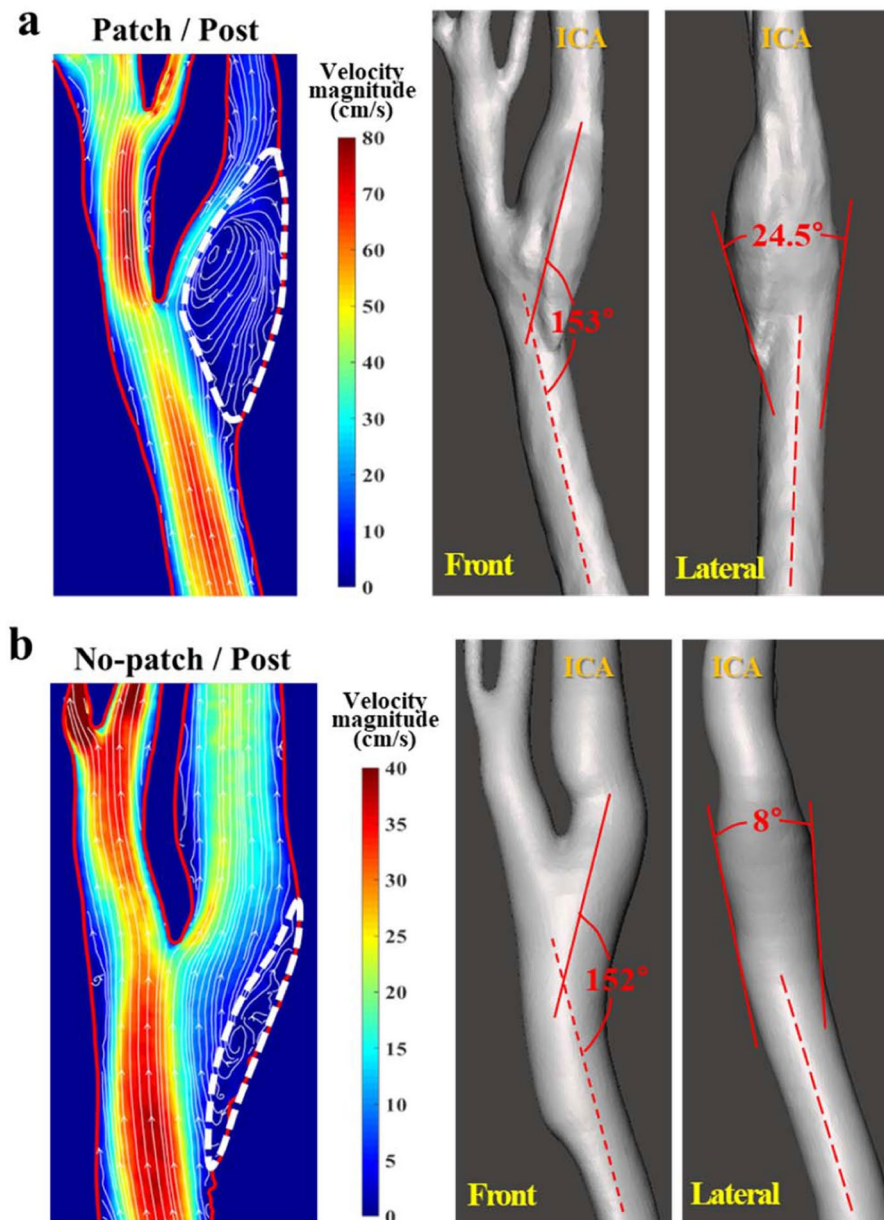 a
Patch / Post
Velocity
magnitude
(cm/s)
80
70
60
50
40
30
20
10
0
ICA
153°
Front
ICA
24.5°
Lateral
b
No-patch / Post
Velocity
magnitude
(cm/s)
40
35
30
25
20
15
10
5
0
ICA
152°
Front
ICA
8°
Lateral